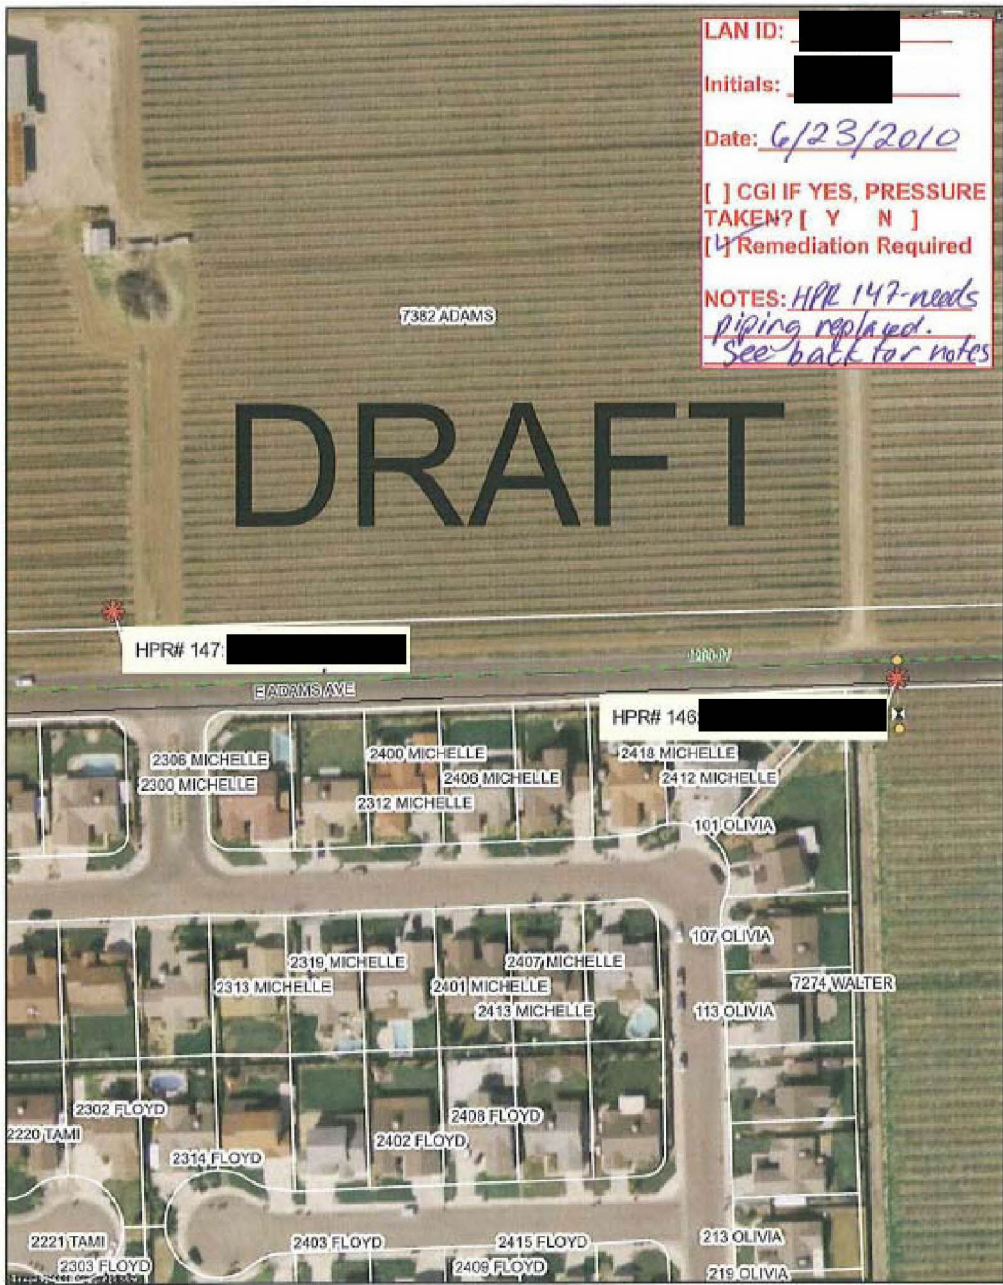 LAN ID:
Initials:
Date: 6/23/2010
[ ] CGI IF YES, PRESSURE
TAKEN? [ Y N ]
[✓] Remediation Required
NOTES: HPR 147-needs
piping replaced.
See back for notes
7382 ADAMS
DRAFT
HPR# 147:
E ADAMS AVE
HPR# 146
2306 MICHELLE
2400 MICHELLE
2418 MICHELLE
2300 MICHELLE
2406 MICHELLE
2412 MICHELLE
2312 MICHELLE
101 OLIVIA
107 OLIVIA
2319 MICHELLE
2407 MICHELLE
2313 MICHELLE
2401 MICHELLE
7274 WALTER
2413 MICHELLE
113 OLIVIA
2302 FLOYD
2408 FLOYD
2220 TAMI
2402 FLOYD
2314 FLOYD
2221 TAMI
2403 FLOYD
2415 FLOYD
213 OLIVIA
2303 FLOYD
2409 FLOYD
219 OLIVIA